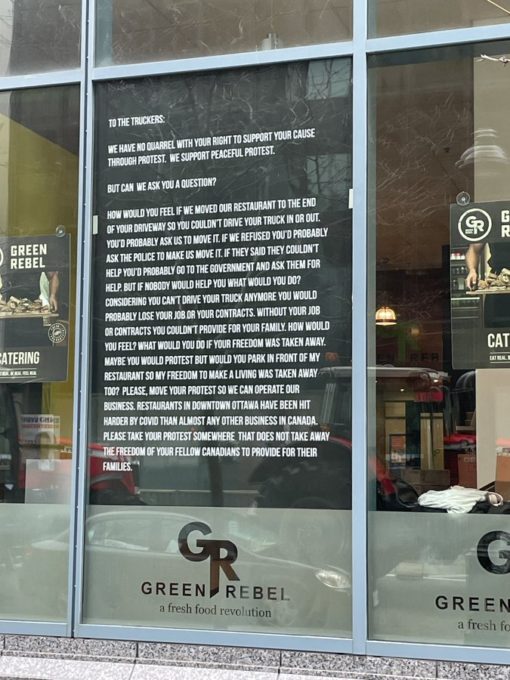 TO THE TRUCKERS:
WE HAVE NO QUARREL WITH YOUR RIGHT TO SUPPORT YOUR CAUSE
THROUGH PROTEST. WE SUPPORT PEACEFUL PROTEST.
BUT CAN WE ASK YOU A QUESTION?
HOW WOULD YOU FEEL IF WE MOVED OUR RESTAURANT TO THE END
OF YOUR DRIVEWAY SO YOU COULDN'T DRIVE YOUR TRUCK IN OR OUT.
YOU'D PROBABLY ASK US TO MOVE IT. IF WE REFUSED YOU'D PROBABLY
ASK THE POLICE TO MAKE US MOVE IT. IF THEY SAID THEY COULDN'T
HELP YOU'D PROBABLY GO TO THE GOVERNMENT AND ASK THEM FOR
HELP. BUT IF NOBODY WOULD HELP YOU WHAT WOULD YOU DO?
CONSIDERING YOU CAN'T DRIVE YOUR TRUCK ANYMORE YOU WOULD
PROBABLY LOSE YOUR JOB OR YOUR CONTRACTS. WITHOUT YOUR JOB
OR CONTRACTS YOU COULDN'T PROVIDE FOR YOUR FAMILY. HOW WOULD
YOU FEEL? WHAT WOULD YOU DO IF YOUR FREEDOM WAS TAKEN AWAY.
MAYBE YOU WOULD PROTEST BUT WOULD YOU PARK IN FRONT OF MY
RESTAURANT SO MY FREEDOM TO MAKE A LIVING WAS TAKEN AWAY
TOO? PLEASE, MOVE YOUR PROTEST SO WE CAN OPERATE OUR
BUSINESS. RESTAURANTS IN DOWNTOWN OTTAWA HAVE BEEN HIT
HARDER BY COVID THAN ALMOST ANY OTHER BUSINESS IN CANADA.
PLEASE TAKE YOUR PROTEST SOMEWHERE THAT DOES NOT TAKE AWAY
THE FREEDOM OF YOUR FELLOW CANADIANS TO PROVIDE FOR THEIR
FAMILIES.
GR
GREEN REBEL
a fresh food revolution
GREEN
REBEL
CATERING
GR
G
R
CAT
G
GREEN
a fresh fo